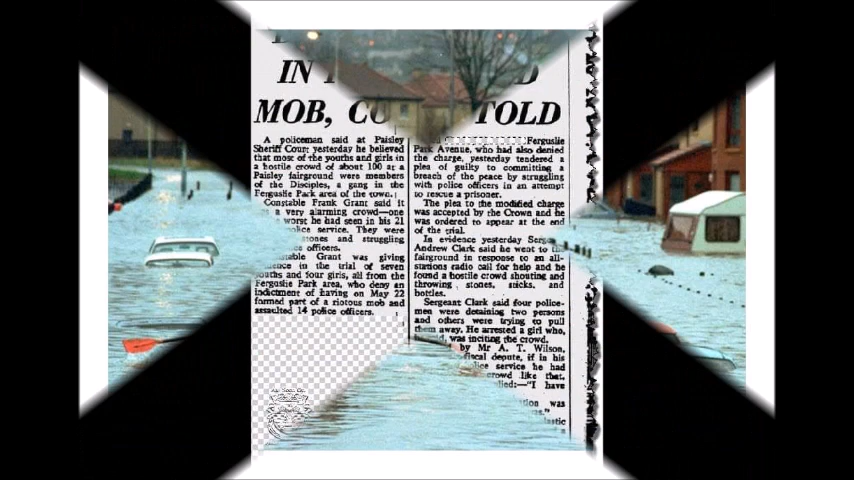 IN
MOB, TOLD
A policeman said at Paisley
Sheriff Court yesterday he believed
that most of the youths and girls in
a hostile crowd of about 100 at a
Paisley fairground were members
of the Disciples, a gang in the
Ferguslie Park area of the town.
Constable Frank Grant said it
a very alarming crowd—one
worst he had seen in his 21
police service. They were
stones and struggling
officers.
Grant was giving
in the trial of seven
youths and four girls, all from the
Ferguslie Park area, who deny an
indictment of having on May 22
formed part of a riotous mob and
assaulted 14 police officers.
Ferguslie
Park Avenue, who had also denied
the charge, yesterday tendered a
plea of guilty to committing a
breach of the peace by struggling
with police officers in an attempt
to rescue a prisoner.
The plea to the modified charge
was accepted by the Crown and he
was ordered to appear at the end
of the trial.
In evidence yesterday
Andrew Clark said he went to the
fairground in response to an all-
stations radio call for help and he
found a hostile crowd shouting and
throwing stones, sticks, and
bottles.
Sergeant Clark said four police-
men were detaining two persons
and others were trying to pull
them away. He arrested a girl who,
was inciting the crowd.
by Mr A. T. Wilson,
fiscal depute, if in his
service he had
crowd like that,
"I have
was